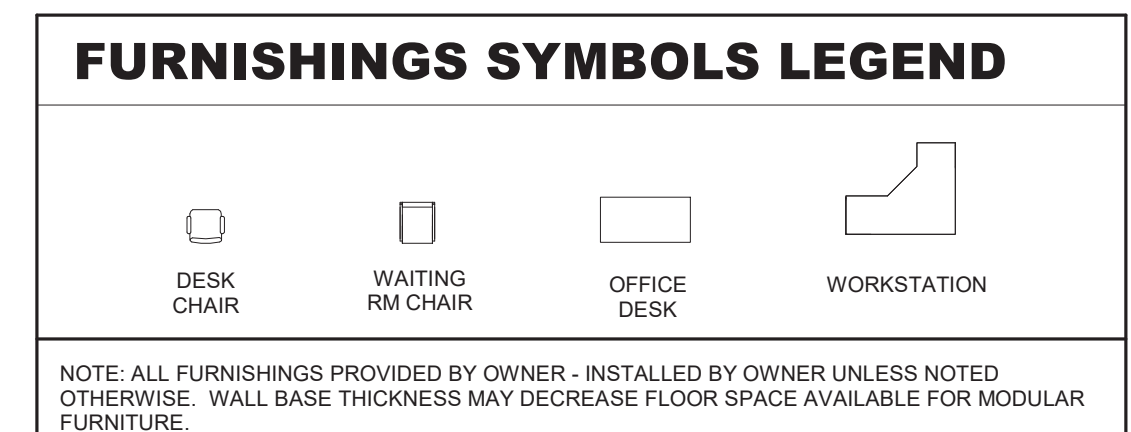 FURNISHINGS SYMBOLS LEGEND
DESK
CHAIR
WAITING
RM CHAIR
OFFICE
DESK
WORKSTATION
NOTE: ALL FURNISHINGS PROVIDED BY OWNER - INSTALLED BY OWNER UNLESS NOTED
OTHERWISE. WALL BASE THICKNESS MAY DECREASE FLOOR SPACE AVAILABLE FOR MODULAR
FURNITURE.